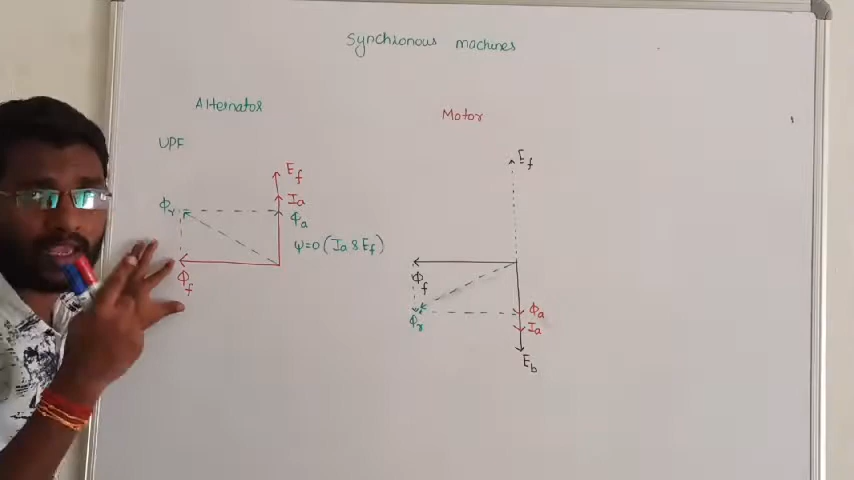 Synchronous machines
Alternator
Motor
UPF
Ef
Ia
Φr
Φa
ψ=0 (Ia & Ef)
Φf
Ef
Φf
Φr
Φa
Ia
Eb